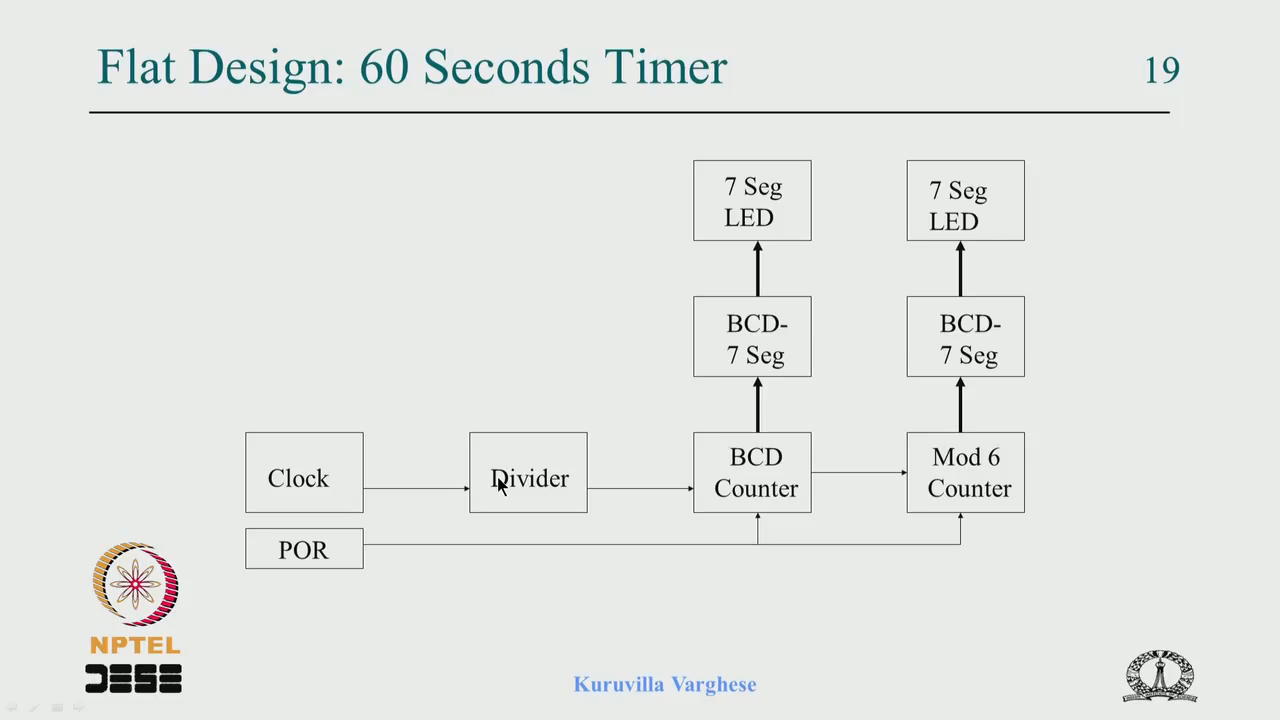 Flat Design: 60 Seconds Timer
19
7 Seg
LED
7 Seg
LED
BCD-
7 Seg
BCD-
7 Seg
Clock
Divider
BCD
Counter
Mod 6
Counter
POR
NPTEL
DESE
Kuruvilla Varghese